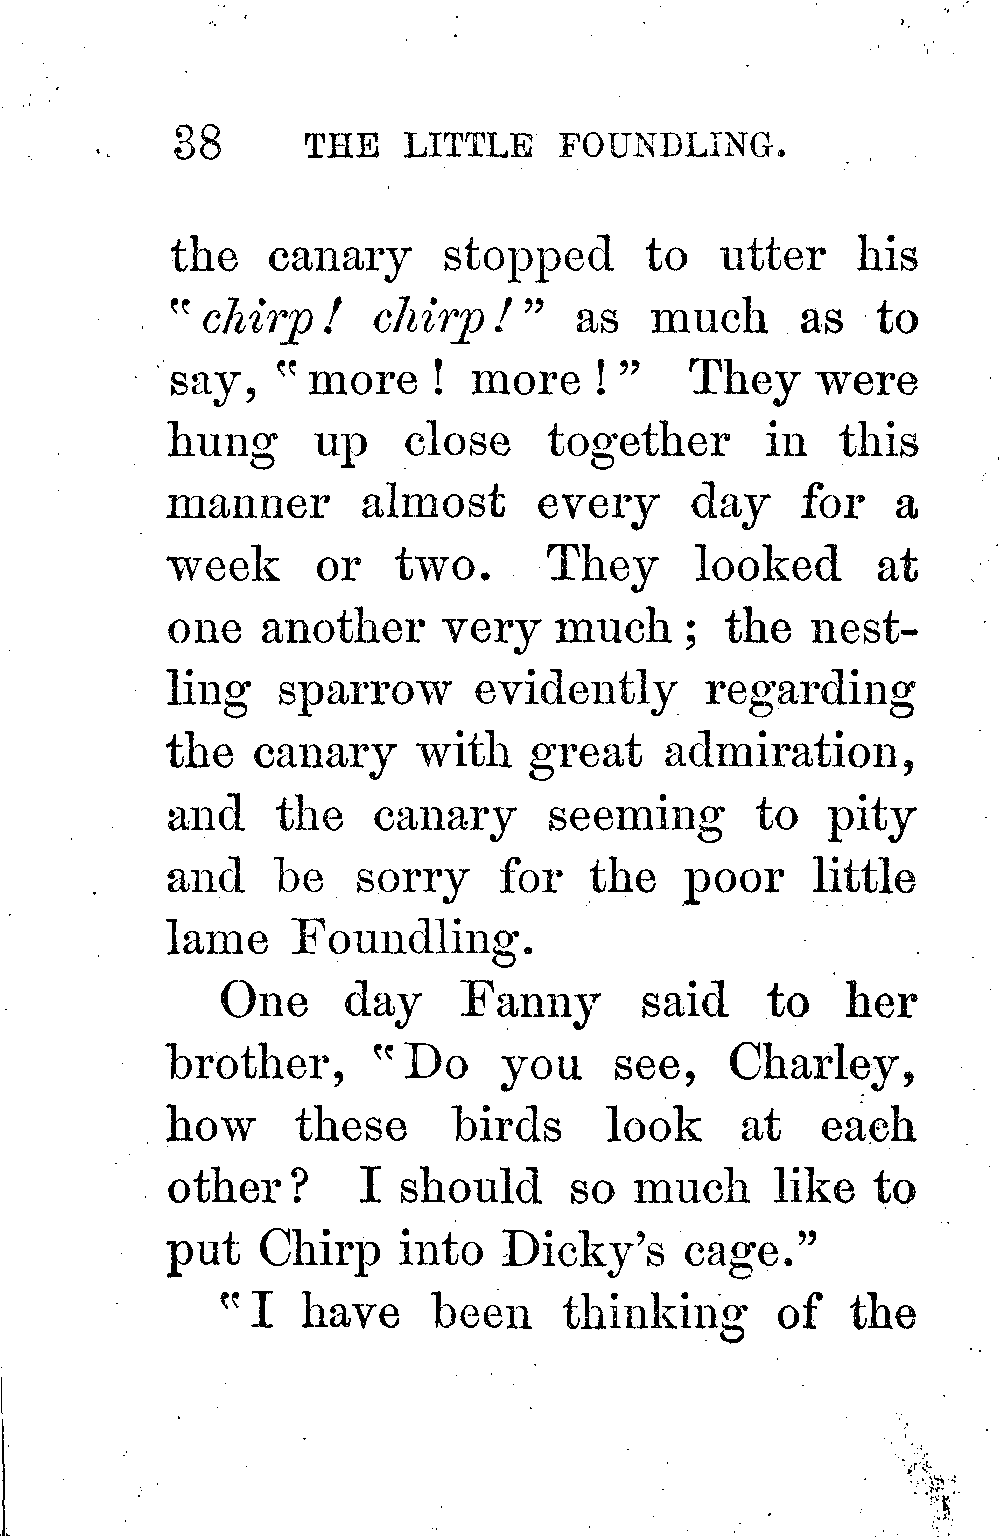 38 THE LITTLE FOUNDLING.
the canary stopped to utter his
"chirp! chirp!" as much as to
say, "more! more!" They were
hung up close together in this
manner almost every day for a
week or two. They looked at
one another very much; the nest-
ling sparrow evidently regarding
the canary with great admiration,
and the canary seeming to pity
and be sorry for the poor little
lame Foundling.
One day Fanny said to her
brother, "Do you see, Charley,
how these birds look at each
other? I should so much like to
put Chirp into Dicky's cage."
"I have been thinking of the